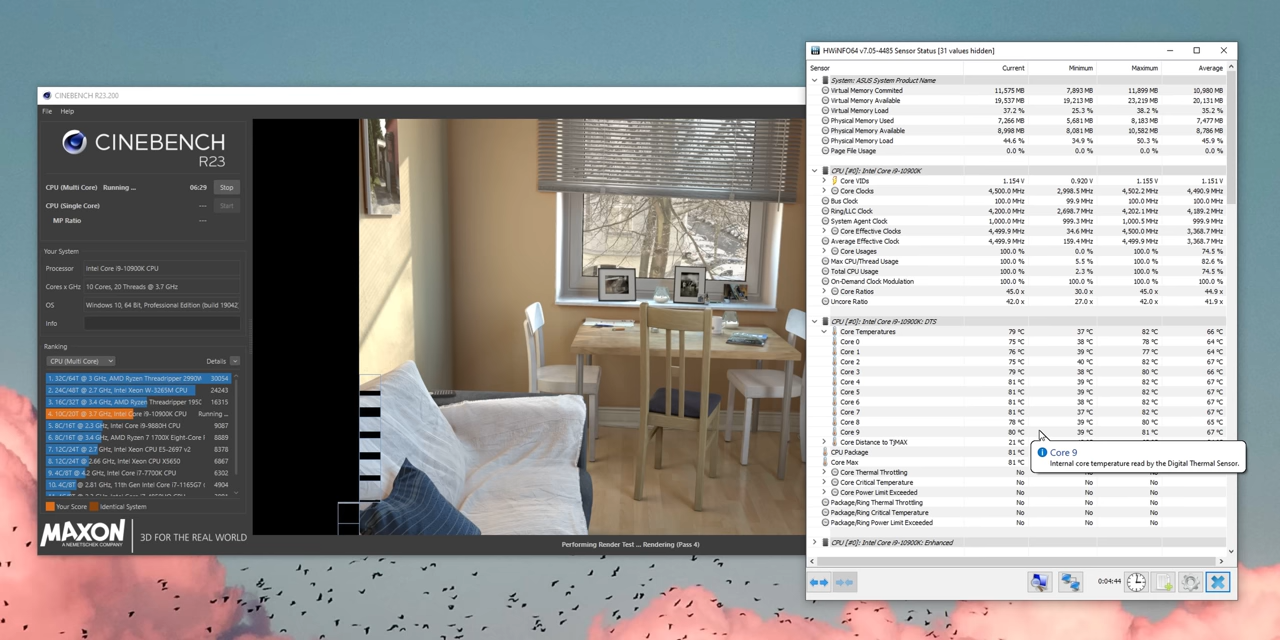 CINEBENCH R23.200
File Help
CINEBENCH
R23
CPU (Multi Core) Running ... 06:29 Stop
CPU (Single Core) --- Start
MP Ratio ---
Your System
Processor Intel Core i9-10900K CPU
Cores x GHz 10 Cores, 20 Threads @ 3.7 GHz
OS Windows 10, 64 Bit, Professional Edition (build 19042
Info
Ranking
CPU (Multi Core) Details
1. 32C/64T @ 3 GHz, AMD Ryzen Threadripper 2990W 30054
2. 24C/48T @ 2.7 GHz, Intel Xeon W-3265M CPU 24243
3. 16C/32T @ 3.4 GHz, AMD Ryzen Threadripper 195C 16315
4. 10C/20T @ 3.7 GHz, Intel Core i9-10900K CPU Running ...
5. 8C/16T @ 2.3 GHz, Intel Core i9-9880H CPU 9087
6. 8C/16T @ 3.4 GHz, AMD Ryzen 7 1700X Eight-Core F 8889
7. 12C/24T @ 2.7 GHz, Intel Xeon CPU E5-2697 v2 8378
8. 12C/24T @ 2.66 GHz, Intel Xeon CPU X5650 6867
9. 4C/8T @ 4.2 GHz, Intel Core i7-7700K CPU 6302
10. 4C/8T @ 2.81 GHz, 11th Gen Intel Core i7-1165G7 4904
Your Score Identical System
MAXON
A NEMETSCHEK COMPANY
3D FOR THE REAL WORLD
Performing Render Test ... Rendering (Pass 4)
HWiNFO64 v7.05-4485 Sensor Status [31 values hidden]
Sensor Current Minimum Maximum Average
System: ASUS System Product Name
Virtual Memory Commited 11,575 MB 7,893 MB 11,899 MB 10,980 MB
Virtual Memory Available 19,537 MB 19,213 MB 23,219 MB 20,131 MB
Virtual Memory Load 37.2 % 25.3 % 38.2 % 35.2 %
Physical Memory Used 7,266 MB 5,681 MB 8,183 MB 7,477 MB
Physical Memory Available 8,998 MB 8,081 MB 10,582 MB 8,786 MB
Physical Memory Load 44.6 % 34.9 % 50.3 % 45.9 %
Page File Usage 0.0 % 0.0 % 0.0 % 0.0 %
CPU [#0]: Intel Core i9-10900K
Core VIDs 1.154 V 0.920 V 1.155 V 1.151 V
Core Clocks 4,500.0 MHz 2,998.5 MHz 4,502.2 MHz 4,490.9 MHz
Bus Clock 100.0 MHz 99.9 MHz 100.0 MHz 100.0 MHz
Ring/LLC Clock 4,200.0 MHz 2,698.7 MHz 4,202.1 MHz 4,189.2 MHz
System Agent Clock 1,000.0 MHz 999.3 MHz 1,000.5 MHz 999.9 MHz
Core Effective Clocks 4,499.9 MHz 34.6 MHz 4,500.0 MHz 3,368.7 MHz
Average Effective Clock 4,499.9 MHz 159.4 MHz 4,499.9 MHz 3,368.7 MHz
Core Usages 100.0 % 0.0 % 100.0 % 74.5 %
Max CPU/Thread Usage 100.0 % 5.5 % 100.0 % 82.6 %
Total CPU Usage 100.0 % 2.3 % 100.0 % 74.5 %
On-Demand Clock Modulation 100.0 % 100.0 % 100.0 % 100.0 %
Core Ratios 45.0 x 30.0 x 45.0 x 44.9 x
Uncore Ratio 42.0 x 27.0 x 42.0 x 41.9 x
CPU [#0]: Intel Core i9-10900K: DTS
Core Temperatures 79 °C 37 °C 82 °C 66 °C
Core 0 75 °C 38 °C 78 °C 64 °C
Core 1 76 °C 39 °C 77 °C 64 °C
Core 2 75 °C 40 °C 82 °C 67 °C
Core 3 79 °C 38 °C 80 °C 66 °C
Core 4 81 °C 39 °C 82 °C 67 °C
Core 5 81 °C 39 °C 82 °C 67 °C
Core 6 81 °C 38 °C 82 °C 67 °C
Core 7 81 °C 37 °C 82 °C 67 °C
Core 8 78 °C 39 °C 80 °C 65 °C
Core 9 80 °C 39 °C 81 °C 67 °C
Core Distance to TjMAX 21 °C
CPU Package 81 °C
Core Max 81 °C
Core 9
Internal core temperature read by the Digital Thermal Sensor.
Core Thermal Throttling No No No
Core Critical Temperature No No No
Core Power Limit Exceeded No No No
Package/Ring Thermal Throttling No No No
Package/Ring Critical Temperature No No No
Package/Ring Power Limit Exceeded No No No
CPU [#0]: Intel Core i9-10900K: Enhanced
0:04:44